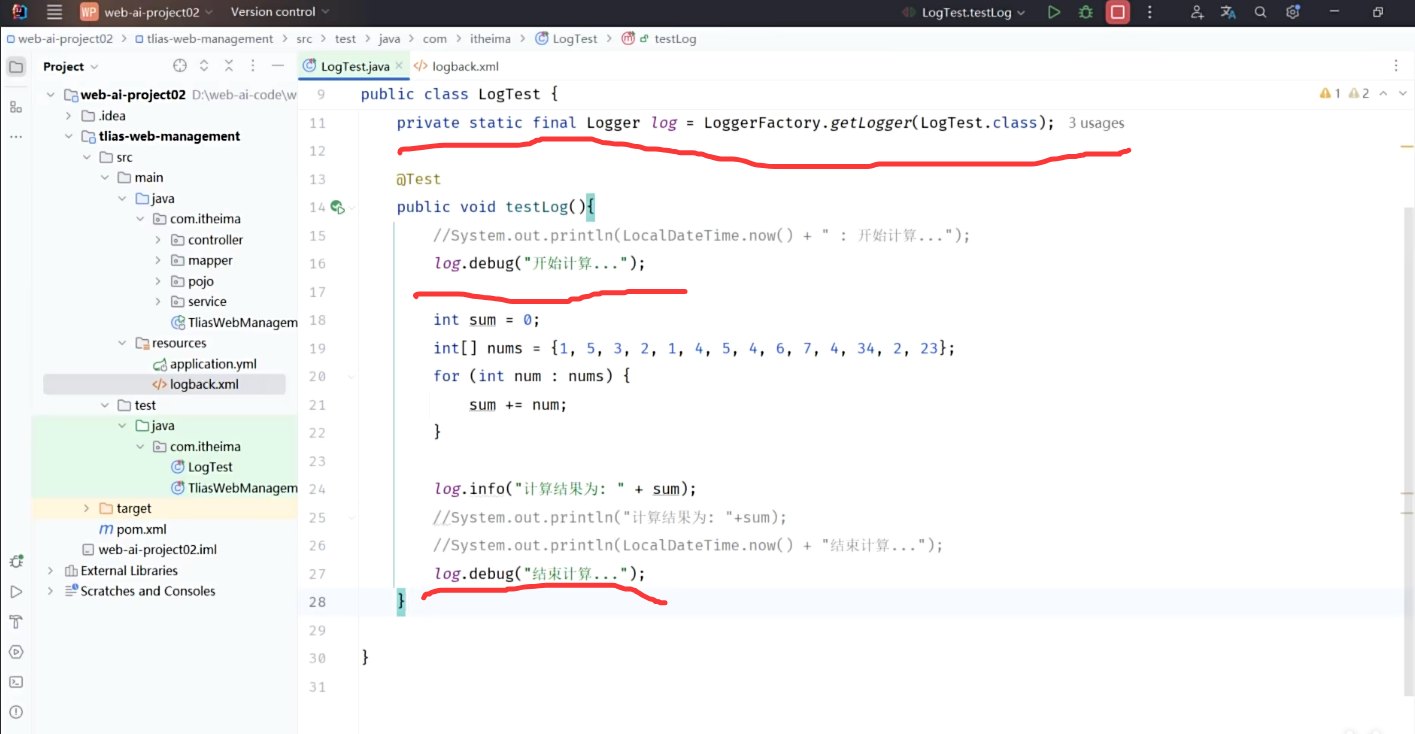 WP web-ai-project02 Version control LogTest.testLog
web-ai-project02 > tlias-web-management > src > test > java > com > itheima > LogTest > testLog
Project
LogTest.java
logback.xml
web-ai-project02 D:\web-ai-code\w
.idea
tlias-web-management
src
main
java
com.itheima
controller
mapper
pojo
service
TliasWebManagem
resources
application.yml
logback.xml
test
java
com.itheima
LogTest
TliasWebManagem
target
pom.xml
web-ai-project02.iml
External Libraries
Scratches and Consoles
1 2
9 public class LogTest {
11 private static final Logger log = LoggerFactory.getLogger(LogTest.class); 3 usages
12
13 @Test
14 public void testLog(){
15 //System.out.println(LocalDateTime.now() + " : 开始计算...");
16 log.debug("开始计算...");
17
18 int sum = 0;
19 int[] nums = {1, 5, 3, 2, 1, 4, 5, 4, 6, 7, 4, 34, 2, 23};
20 for (int num : nums) {
21 sum += num;
22 }
23
24 log.info("计算结果为: " + sum);
25 //System.out.println("计算结果为: "+sum);
26 //System.out.println(LocalDateTime.now() + "结束计算...");
27 log.debug("结束计算...");
28 }
29
30 }
31